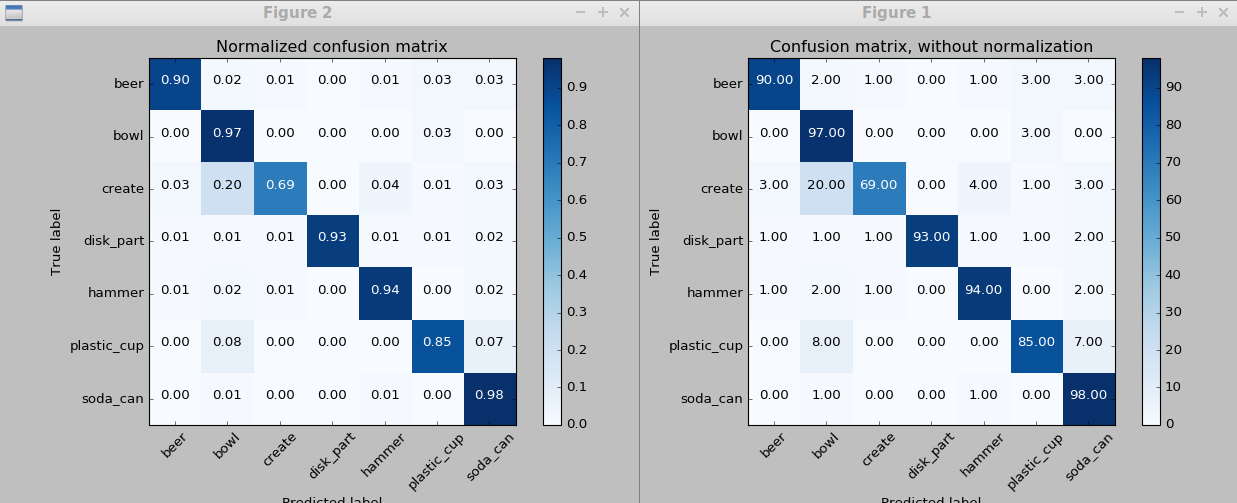 Figure 2
Normalized confusion matrix
True label
beer 0.90 0.02 0.01 0.00 0.01 0.03 0.03
bowl 0.00 0.97 0.00 0.00 0.00 0.03 0.00
create 0.03 0.20 0.69 0.00 0.04 0.01 0.03
disk_part 0.01 0.01 0.01 0.93 0.01 0.01 0.02
hammer 0.01 0.02 0.01 0.00 0.94 0.00 0.02
plastic_cup 0.00 0.08 0.00 0.00 0.00 0.85 0.07
soda_can 0.00 0.01 0.00 0.00 0.01 0.00 0.98
beer bowl create disk_part hammer plastic_cup soda_can
Predicted label
0.9
0.8
0.7
0.6
0.5
0.4
0.3
0.2
0.1
0.0
Figure 1
Confusion matrix, without normalization
True label
beer 90.00 2.00 1.00 0.00 1.00 3.00 3.00
bowl 0.00 97.00 0.00 0.00 0.00 3.00 0.00
create 3.00 20.00 69.00 0.00 4.00 1.00 3.00
disk_part 1.00 1.00 1.00 93.00 1.00 1.00 2.00
hammer 1.00 2.00 1.00 0.00 94.00 0.00 2.00
plastic_cup 0.00 8.00 0.00 0.00 0.00 85.00 7.00
soda_can 0.00 1.00 0.00 0.00 1.00 0.00 98.00
beer bowl create disk_part hammer plastic_cup soda_can
Predicted label
90
80
70
60
50
40
30
20
10
0